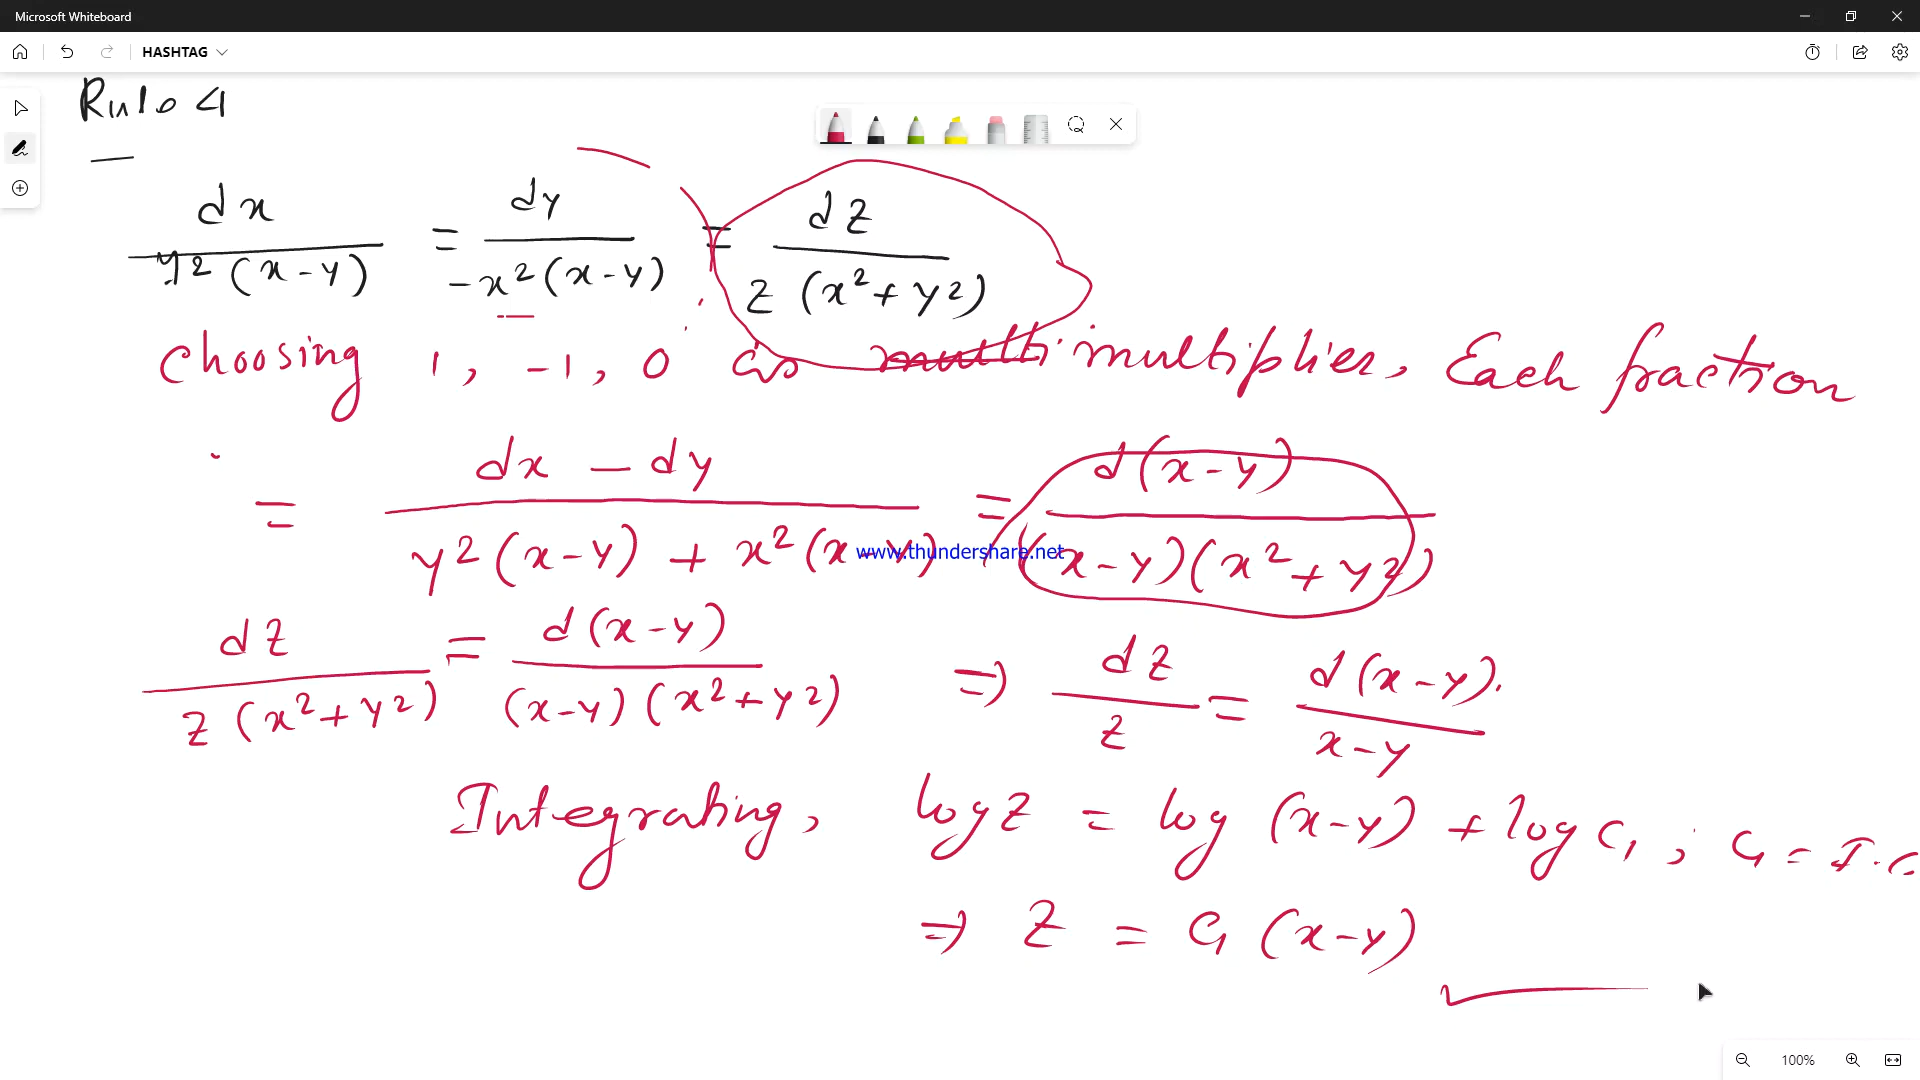 Microsoft Whiteboard
HASHTAG
Rule 4
dx / y²(x-y) = dy / -x²(x-y) = dz / z(x²+y²)
choosing 1, -1, 0 as multi multiplier, Each fraction
= dx - dy / y²(x-y) + x²(x-y) = d(x-y) / (x-y)(x²+y²)
www.thundershare.net
dz / z(x²+y²) = d(x-y) / (x-y)(x²+y²) ⇒ dz / z = d(x-y) / x-y
Integrating, log z = log (x-y) + log C₁ ; C₁ = I.C
⇒ z = C₁ (x-y)
100%